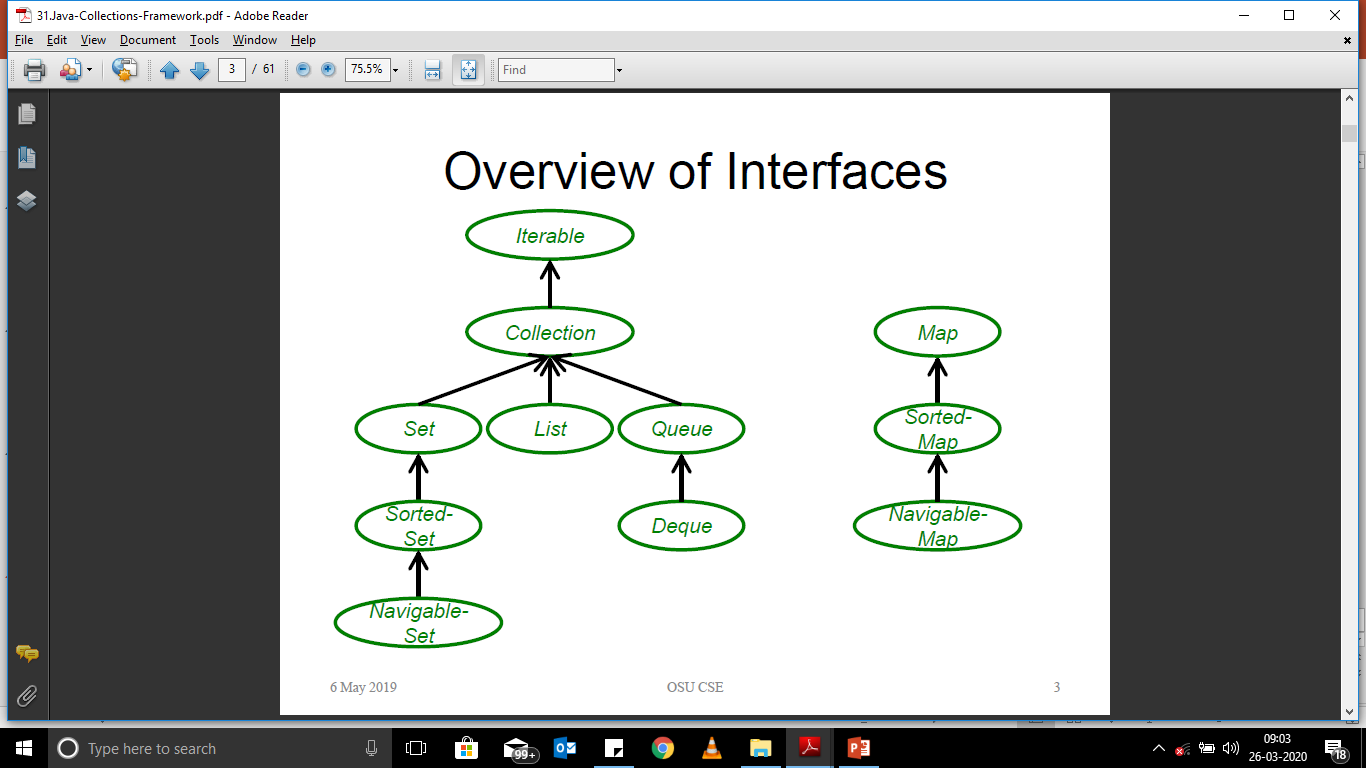 31.Java-Collections-Framework.pdf - Adobe Reader
File Edit View Document Tools Window Help
3 / 61 75.5% Find
Overview of Interfaces
Iterable
Collection
Map
Set List Queue
Sorted-
Map
Sorted-
Set
Deque
Navigable-
Map
Navigable-
Set
6 May 2019 OSU CSE 3
Type here to search
99+
09:03
26-03-2020
18